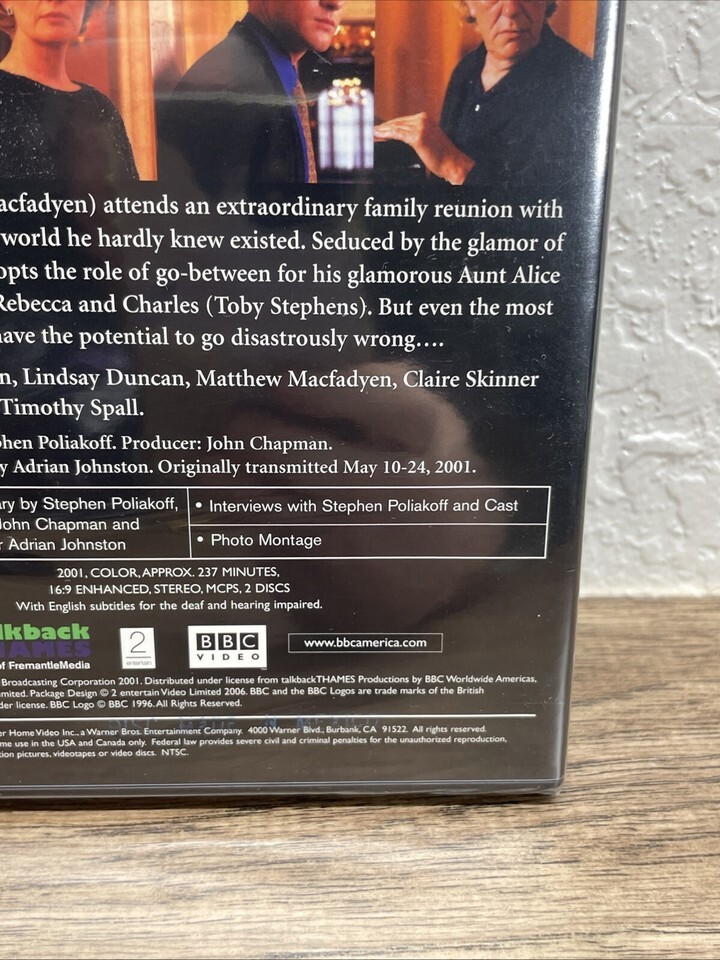 acfadyen) attends an extraordinary family reunion with
world he hardly knew existed. Seduced by the glamor of
opts the role of go-between for his glamorous Aunt Alice
Rebecca and Charles (Toby Stephens). But even the most
have the potential to go disastrously wrong....
n, Lindsay Duncan, Matthew Macfadyen, Claire Skinner
Timothy Spall.
phen Poliakoff. Producer: John Chapman.
y Adrian Johnston. Originally transmitted May 10-24, 2001.
ary by Stephen Poliakoff,
John Chapman and
r Adrian Johnston
• Interviews with Stephen Poliakoff and Cast
• Photo Montage
2001, COLOR, APPROX. 237 MINUTES,
16:9 ENHANCED, STEREO, MCPS, 2 DISCS
With English subtitles for the deaf and hearing impaired.
lkback
HAMES
of FremantleMedia
2
entertain
BBC
VIDEO
www.bbcamerica.com
Broadcasting Corporation 2001. Distributed under license from talkbackTHAMES Productions by BBC Worldwide Americas,
imited. Package Design © 2 entertain Video Limited 2006. BBC and the BBC Logos are trade marks of the British
der license. BBC Logo © BBC 1996. All Rights Reserved.
er Home Video Inc., a Warner Bros. Entertainment Company. 4000 Warner Blvd., Burbank, CA 91522. All rights reserved.
me use in the USA and Canada only. Federal law provides severe civil and criminal penalties for the unauthorized reproduction,
tion pictures, videotapes or video discs. NTSC.